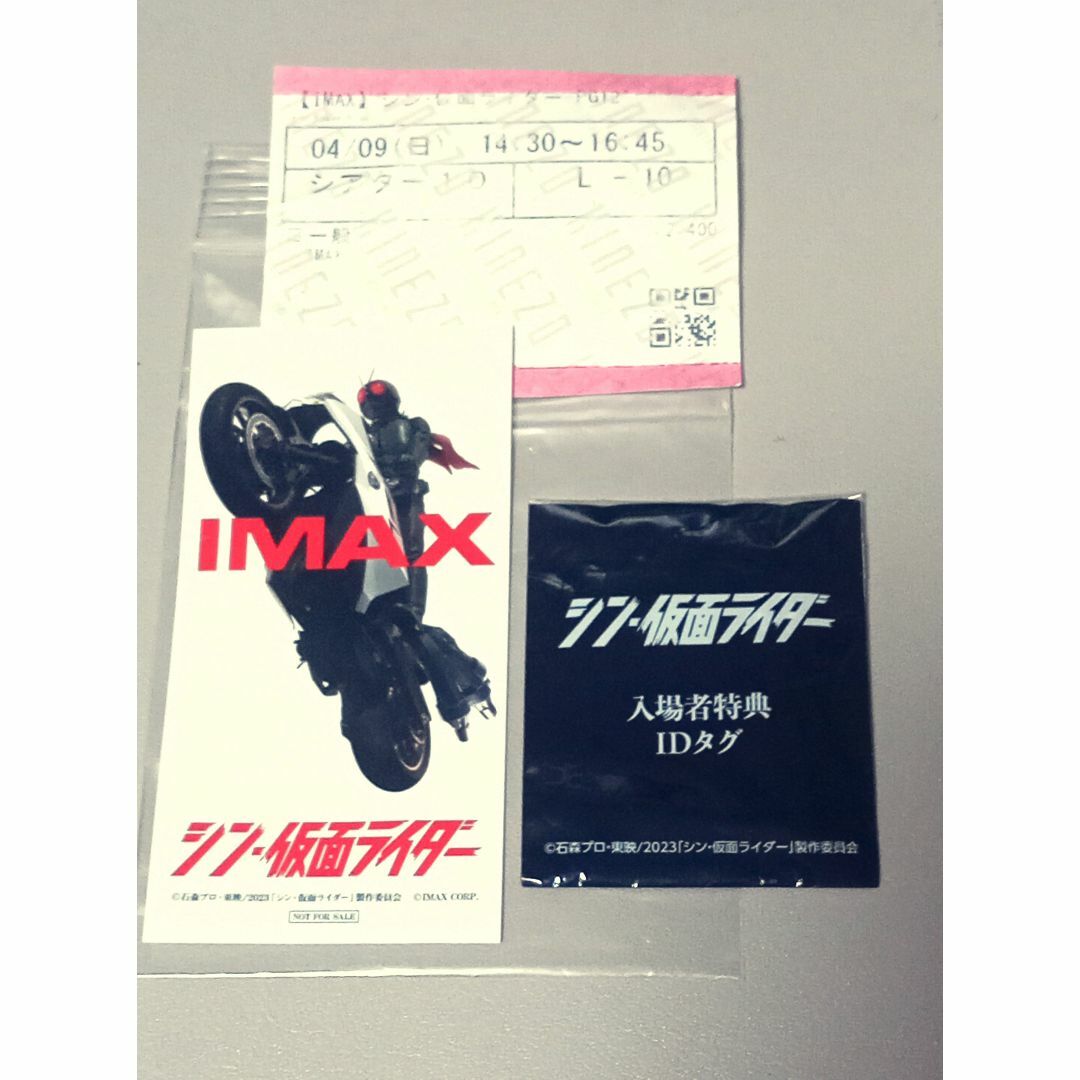 【IMAX】シン・仮面ライダー PG12
04/09(日) 14:30～16:45
シアター10
L - 10
一般
KINEZO
IMAX
シン・仮面ライダー
©石森プロ・東映/2023「シン・仮面ライダー」製作委員会 ©IMAX CORP.
NOT FOR SALE
シン・仮面ライダー
入場者特典
IDタグ
©石森プロ・東映/2023「シン・仮面ライダー」製作委員会